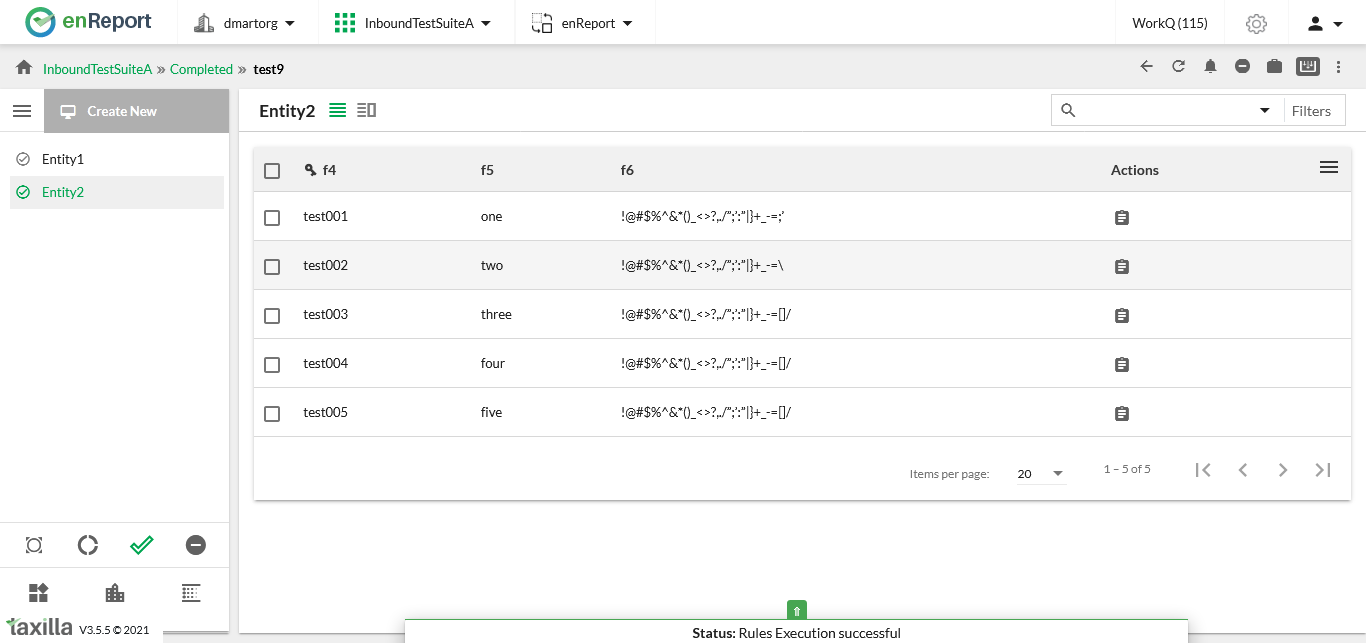 enReport dmartorg InboundTestSuiteA enReport WorkQ (115)
InboundTestSuiteA » Completed » test9
Create New
Entity2
Filters
Entity1
Entity2
f4 f5 f6 Actions
test001 one !@#$%^&*()_<>?,./";':"|}+_-=;'
test002 two !@#$%^&*()_<>?,./";':"|}+_-=\
test003 three !@#$%^&*()_<>?,./";':"|}+_-=[]/
test004 four !@#$%^&*()_<>?,./";':"|}+_-=[]/
test005 five !@#$%^&*()_<>?,./";':"|}+_-=[]/
Items per page: 20 1 – 5 of 5
taxilla V3.5.5 © 2021
Status: Rules Execution successful